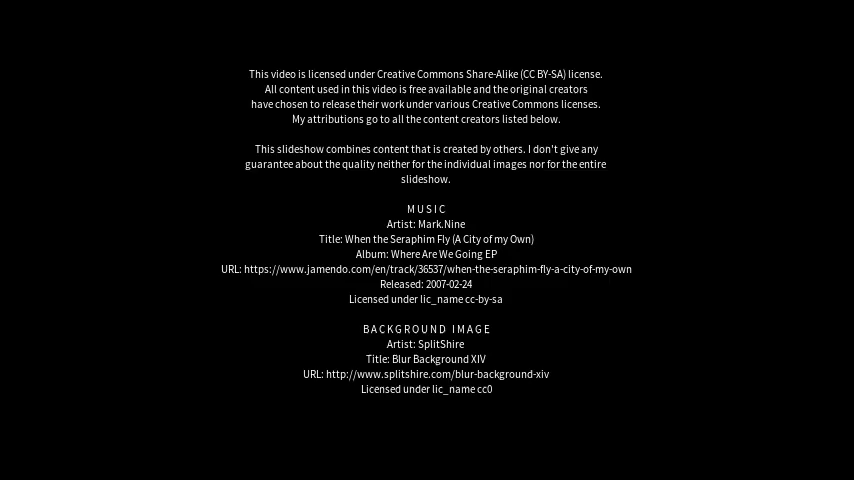 This video is licensed under Creative Commons Share-Alike (CC BY-SA) license.
All content used in this video is free available and the original creators
have chosen to release their work under various Creative Commons licenses.
My attributions go to all the content creators listed below.
This slideshow combines content that is created by others. I don't give any
guarantee about the quality neither for the individual images nor for the entire
slideshow.
MUSIC
Artist: Mark.Nine
Title: When the Seraphim Fly (A City of my Own)
Album: Where Are We Going EP
URL: https://www.jamendo.com/en/track/36537/when-the-seraphim-fly-a-city-of-my-own
Released: 2007-02-24
Licensed under lic_name cc-by-sa
BACKGROUND IMAGE
Artist: SplitShire
Title: Blur Background XIV
URL: http://www.splitshire.com/blur-background-xiv
Licensed under lic_name cc0